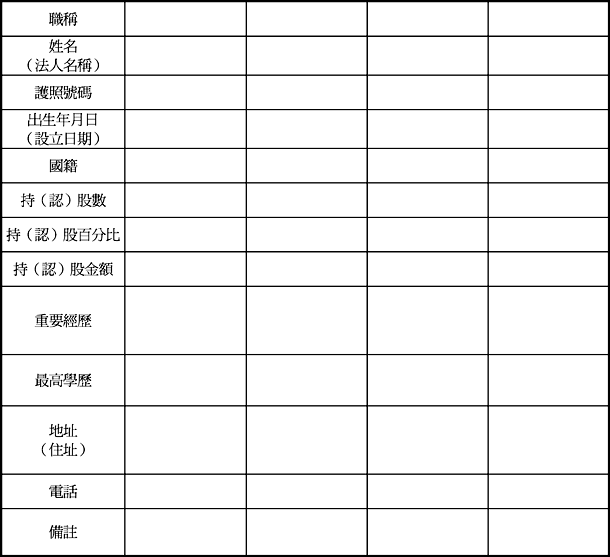 職稱
姓名
（法人名稱）
護照號碼
出生年月日
（設立日期）
國籍
持（認）股數
持（認）股百分比
持（認）股金額
重要經歷
最高學歷
地址
（住址）
電話
備註